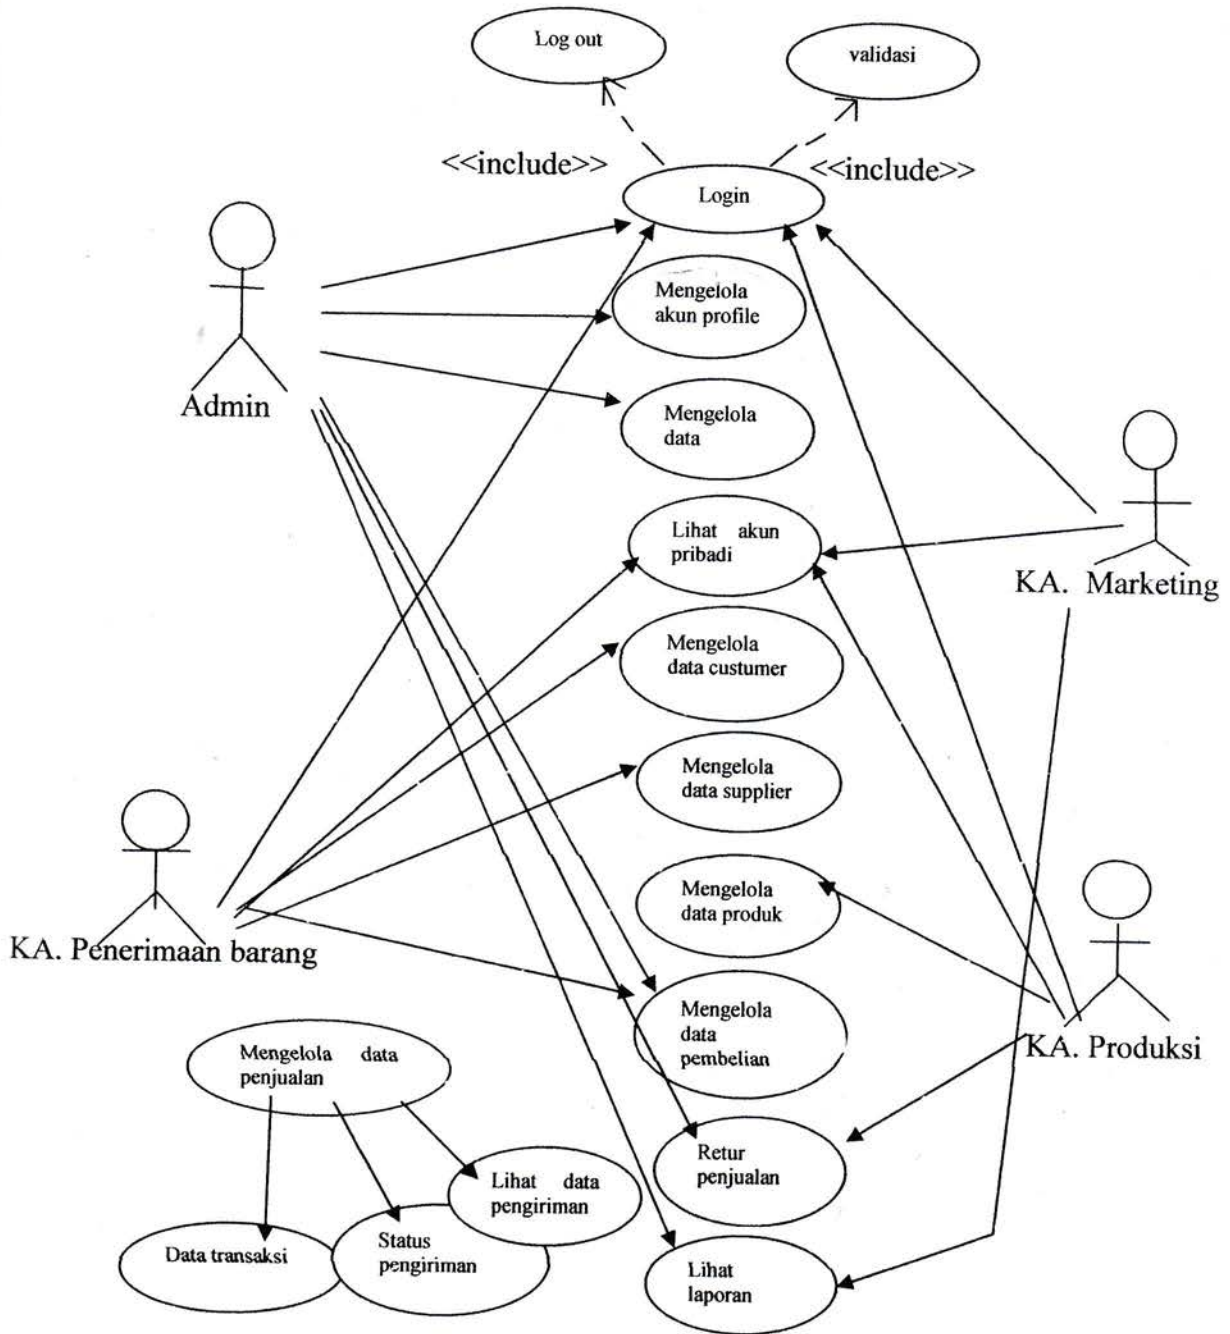 Log out
validasi
<<include>>
<<include>>
Login
Mengelola
akun profile
Admin
Mengelola
data
Lihat akun
pribadi
KA. Marketing
Mengelola
data custumer
Mengelola
data supplier
Mengelola
data produk
KA. Penerimaan barang
Mengelola
data
pembelian
KA. Produksi
Mengelola data
penjualan
Retur
penjualan
Lihat data
pengiriman
Data transaksi
Status
pengiriman
Lihat
laporan